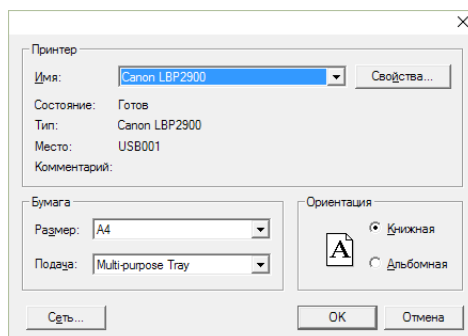 Принтер
Имя: Canon LBP2900 Свойства...
Состояние: Готов
Тип: Canon LBP2900
Место: USB001
Комментарий:
Бумага
Размер: A4
Подача: Multi-purpose Tray
Ориентация
A
Книжная
Альбомная
Сеть... OK Отмена